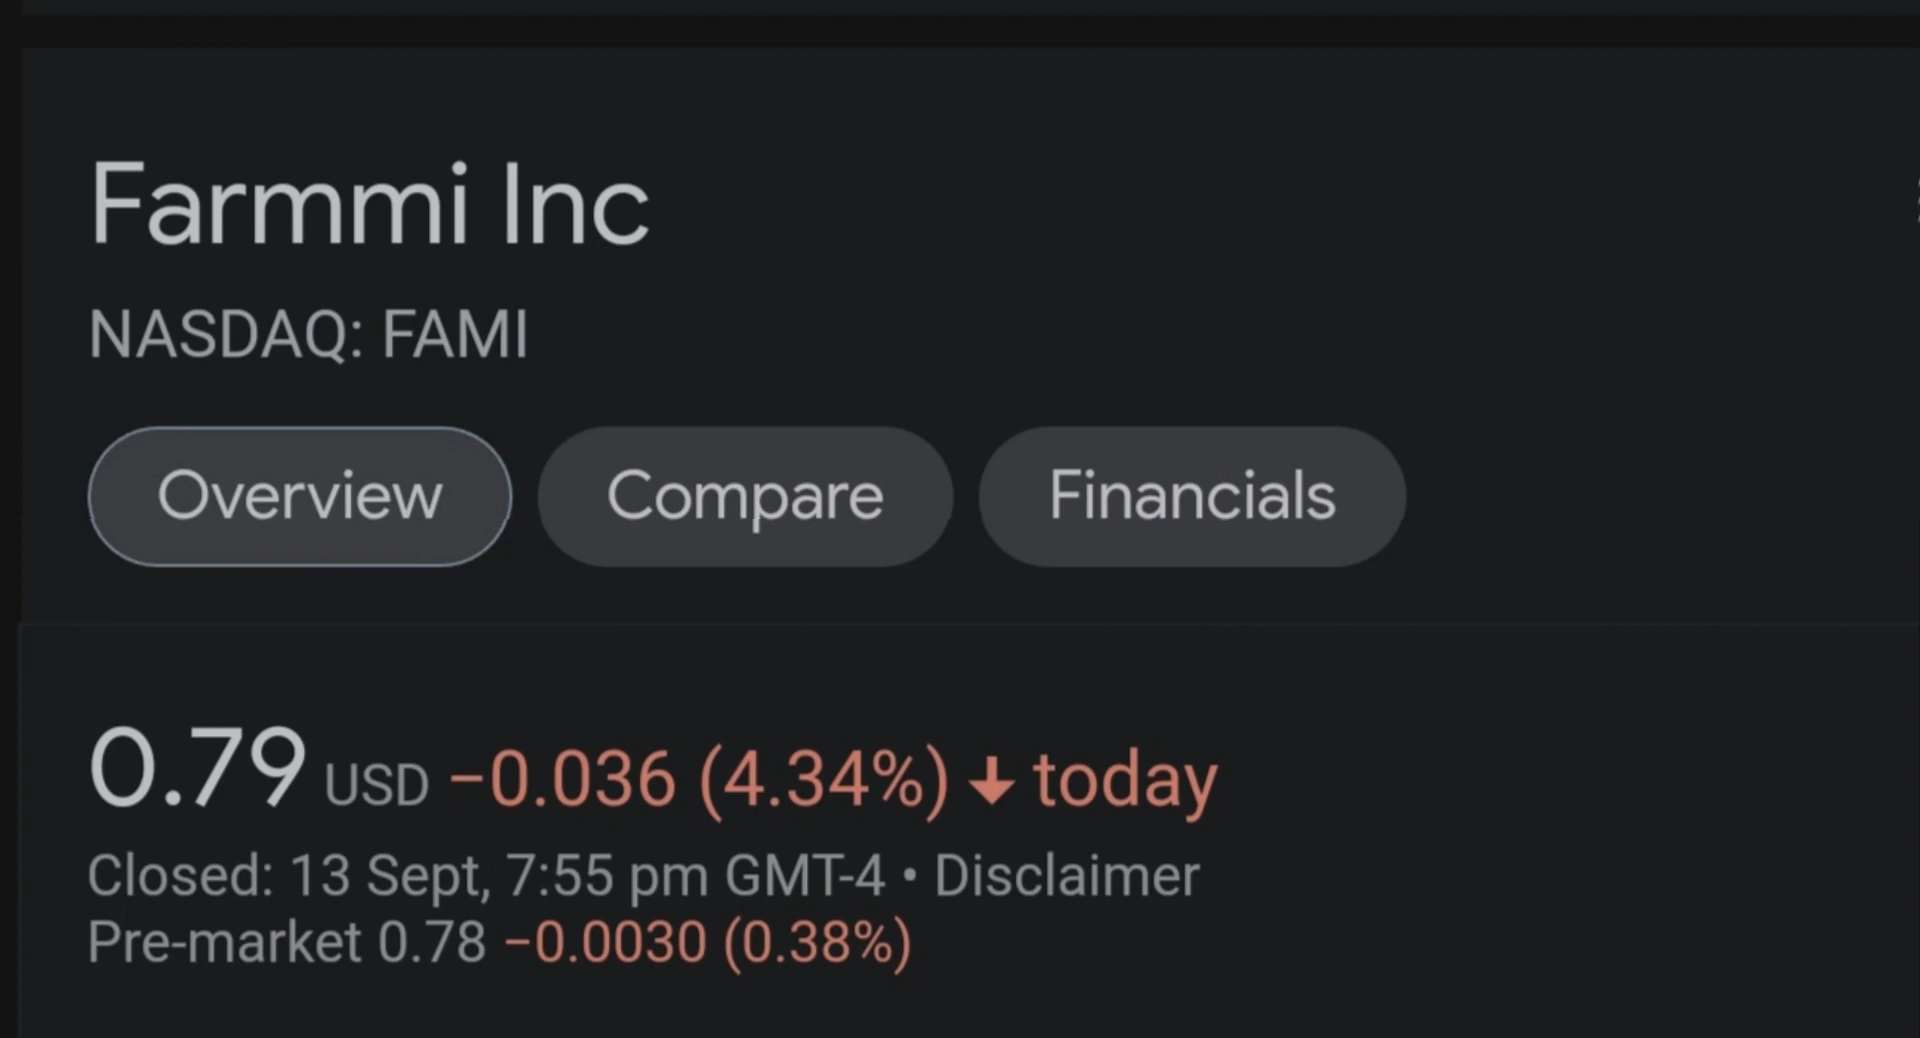 Farmmi Inc
NASDAQ: FAMI
Overview Compare Financials
0.79 USD −0.036 (4.34%) ↓ today
Closed: 13 Sept, 7:55 pm GMT-4 • Disclaimer
Pre-market 0.78 −0.0030 (0.38%)